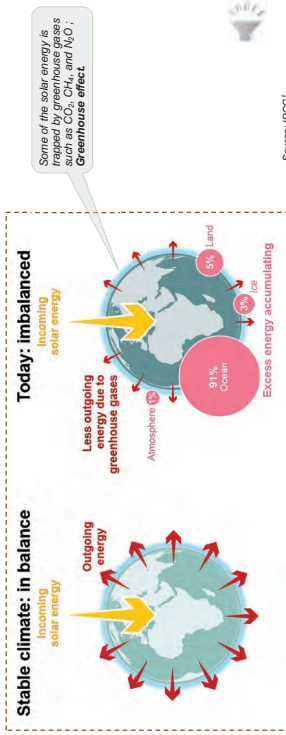 Stable climate: in balance
Incoming
solar energy
Outgoing
energy
Today: imbalanced
Incoming
solar energy
Less outgoing
energy due to
greenhouse gases
Atmosphere 1%
91%
Ocean
5% Land
3% Ice
Excess energy accumulating
Some of the solar energy is
trapped by greenhouse gases
such as CO2, CH4, and N2O ;
Greenhouse effect.